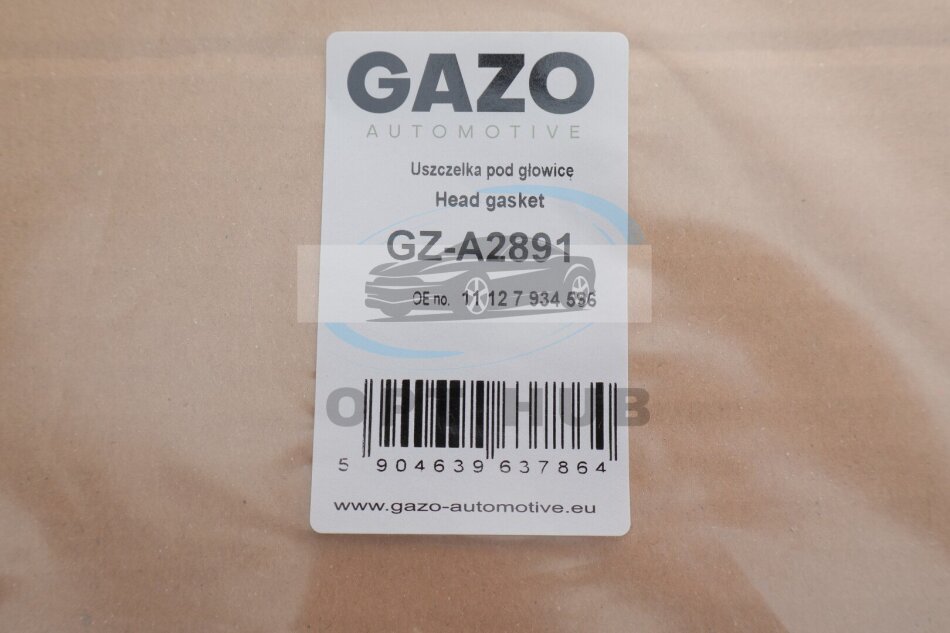 GAZO
AUTOMOTIVE
Uszczelka pod głowicę
Head gasket
GZ-A2891
OE no. 11 12 7 934 596
5 904639 637864
www.gazo-automotive.eu